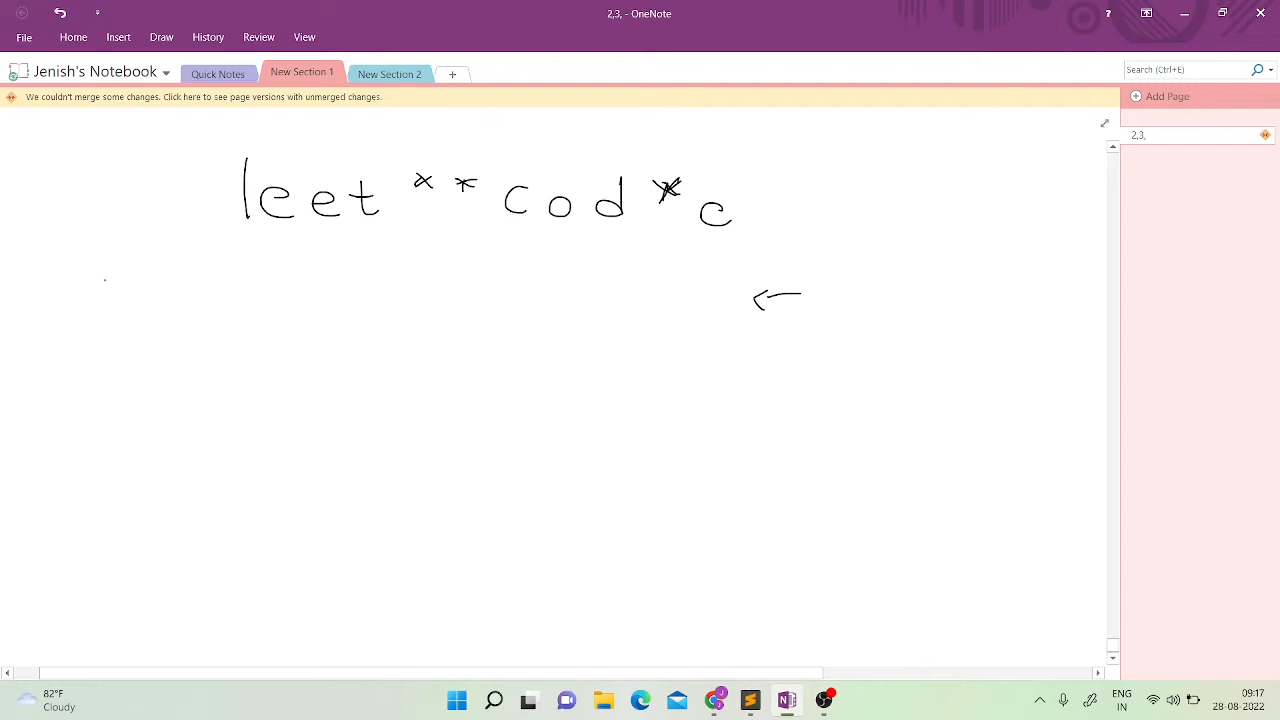 2,3, - OneNote
?
File Home Insert Draw History Review View
Jenish's Notebook Quick Notes New Section 1 New Section 2 + Search (Ctrl+E)
We couldn't merge some changes. Click here to see page versions with unmerged changes. Add Page
2,3,
leet**cod*e
←
82°F
Cloudy
ENG
IN
09:17
28-08-2022